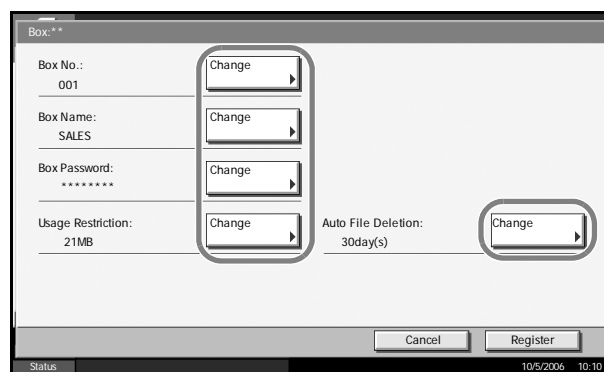 Box:**
Box No.:
001
Change
Box Name:
SALES
Change
Box Password:
********
Change
Usage Restriction:
21MB
Change
Auto File Deletion:
30day(s)
Change
Cancel
Register
Status
10/5/2006 10:10